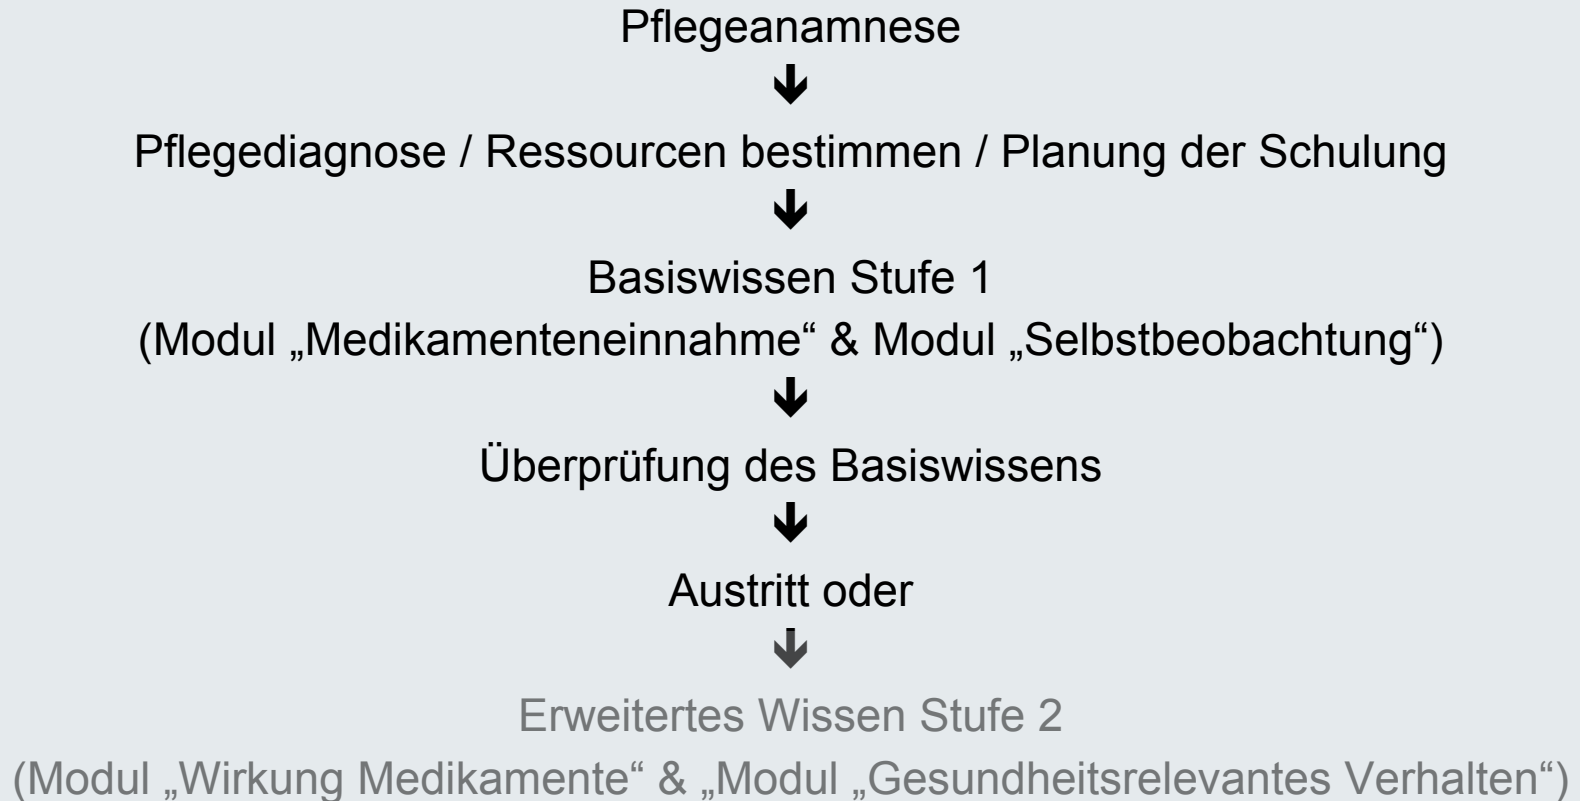 Pflegeanamnese
Pflegediagnose / Ressourcen bestimmen / Planung der Schulung
Basiswissen Stufe 1
(Modul „Medikamenteneinnahme“ & Modul „Selbstbeobachtung“)
Überprüfung des Basiswissens
Austritt oder
Erweitertes Wissen Stufe 2
(Modul „Wirkung Medikamente“ & „Modul „Gesundheitsrelevantes Verhalten“)